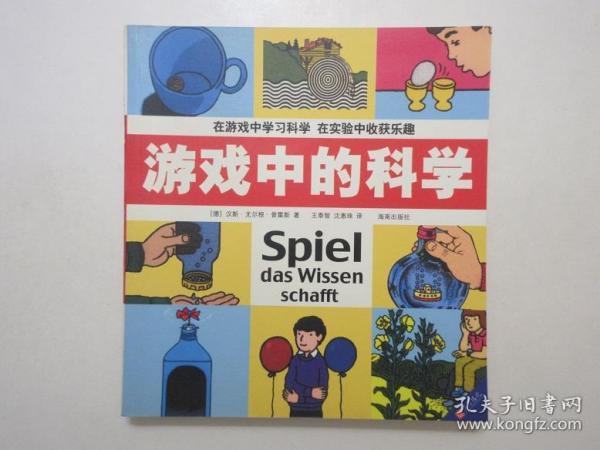 在游戏中学习科学 在实验中收获乐趣
游戏中的科学
[德] 汉斯·尤尔根·普雷斯 著 王泰智 沈惠珠 译 海南出版社
Spiel
das Wissen
schafft
孔夫子旧书网
www.kongfz.com